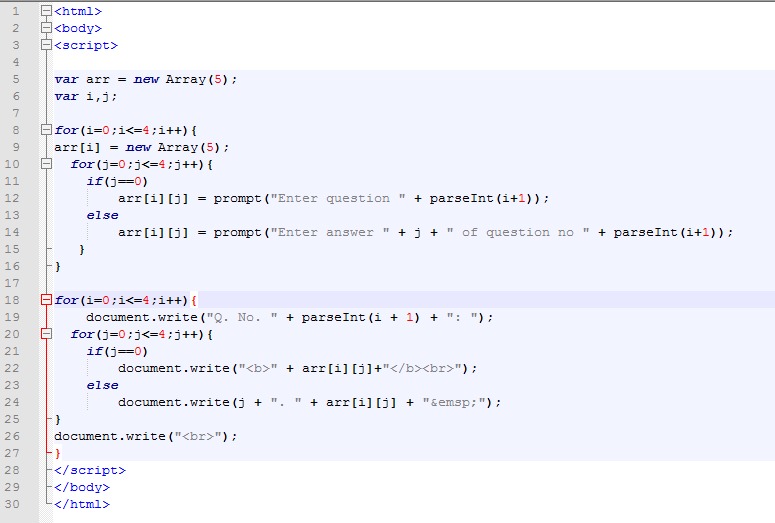 1 <html>
2 <body>
3 <script>
4
5 var arr = new Array(5);
6 var i,j;
7
8 for(i=0;i<=4;i++){
9 arr[i] = new Array(5);
10   for(j=0;j<=4;j++){
11     if(j==0)
12         arr[i][j] = prompt("Enter question " + parseInt(i+1));
13     else
14         arr[i][j] = prompt("Enter answer " + j + " of question no " + parseInt(i+1));
15    }
16 }
17
18 for(i=0;i<=4;i++){
19     document.write("Q. No. " + parseInt(i + 1) + ": ");
20   for(j=0;j<=4;j++){
21     if(j==0)
22         document.write("<b>" + arr[i][j]+"</b><br>");
23     else
24         document.write(j + ". " + arr[i][j] + "&emsp;");
25 }
26 document.write("<br>");
27 }
28 </script>
29 </body>
30 </html>